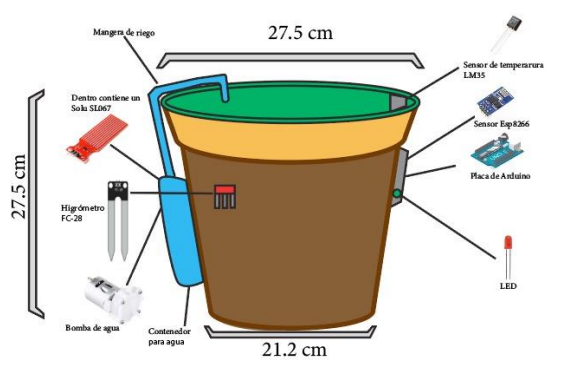 27.5 cm
Mangera de riego
Sensor de temperarura
LM35
Dentro contiene un
Solu SL067
Sensor Esp8266
Placa de Arduino
27.5 cm
Higrómetro
FC-28
LED
Bomba de agua
Contenedor
para agua
21.2 cm